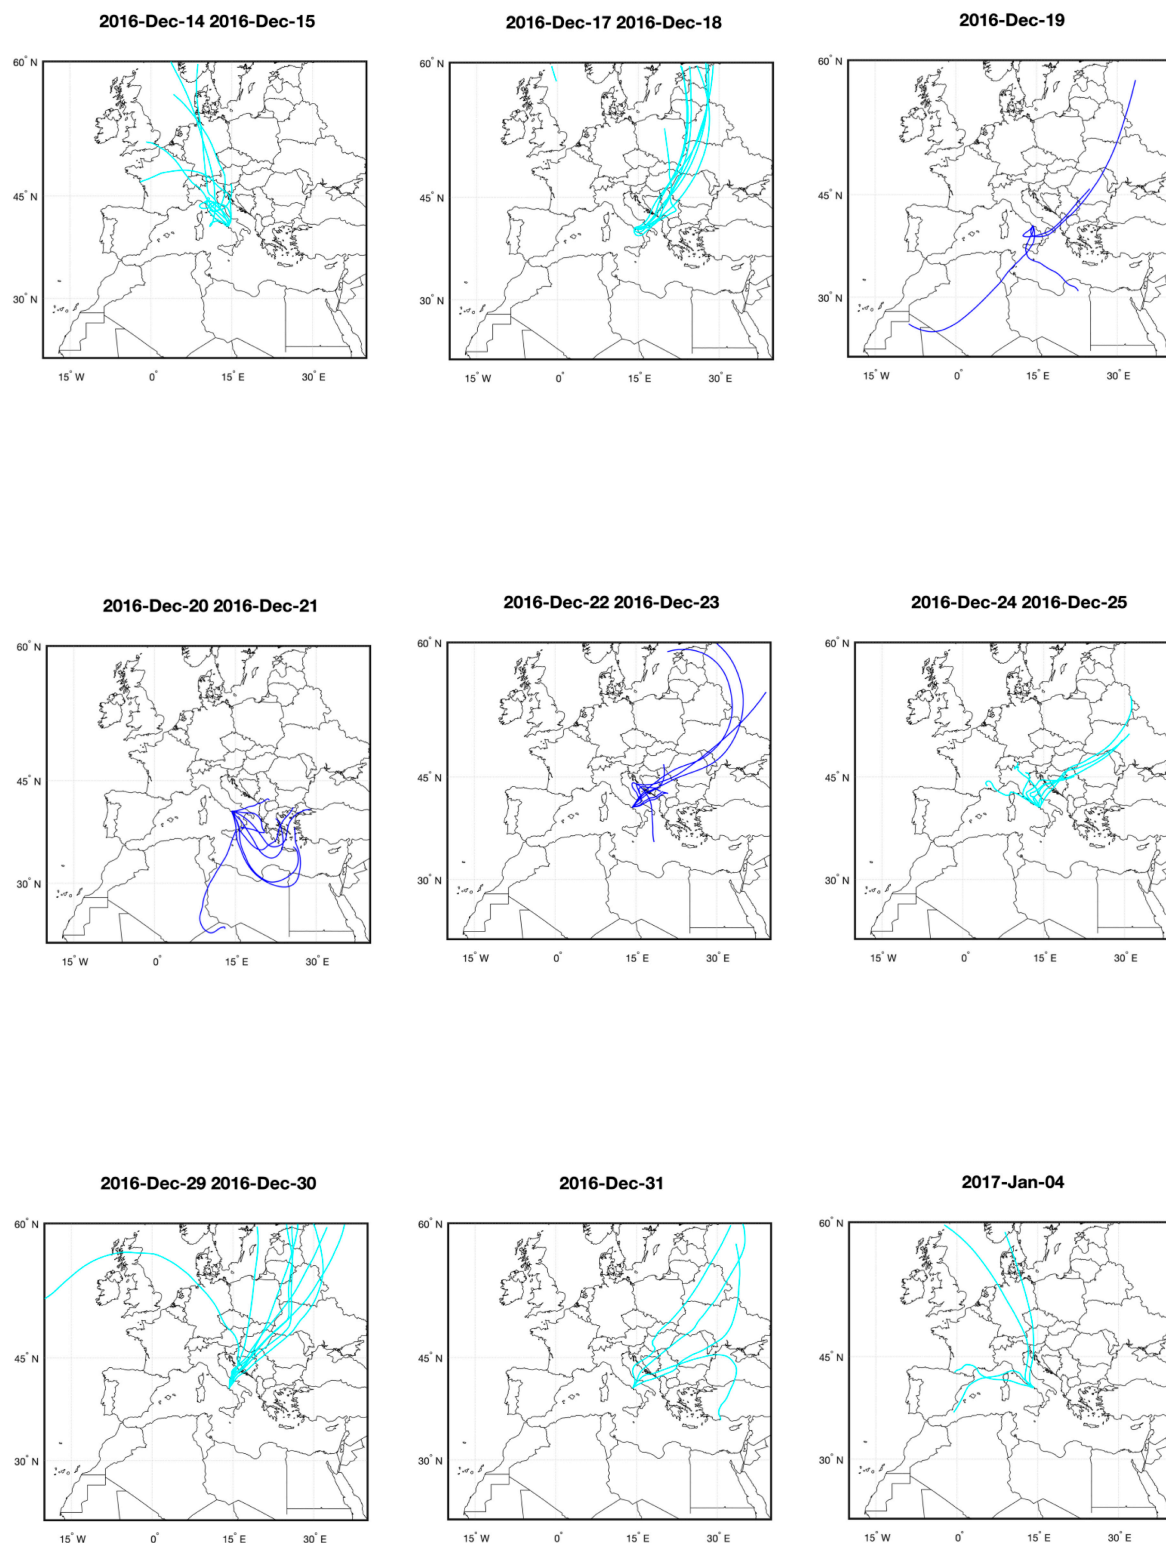 2016-Dec-14 2016-Dec-15
2016-Dec-17 2016-Dec-18
2016-Dec-19
60° N
45° N
30° N
15° W
0°
15° E
30° E
60° N
45° N
30° N
15° W
0°
15° E
30° E
60° N
45° N
30° N
15° W
0°
15° E
30° E
2016-Dec-20 2016-Dec-21
2016-Dec-22 2016-Dec-23
2016-Dec-24 2016-Dec-25
60° N
45° N
30° N
15° W
0°
15° E
30° E
60° N
45° N
30° N
15° W
0°
15° E
30° E
60° N
45° N
30° N
15° W
0°
15° E
30° E
2016-Dec-29 2016-Dec-30
2016-Dec-31
2017-Jan-04
60° N
45° N
30° N
15° W
0°
15° E
30° E
60° N
45° N
30° N
15° W
0°
15° E
30° E
60° N
45° N
30° N
15° W
0°
15° E
30° E